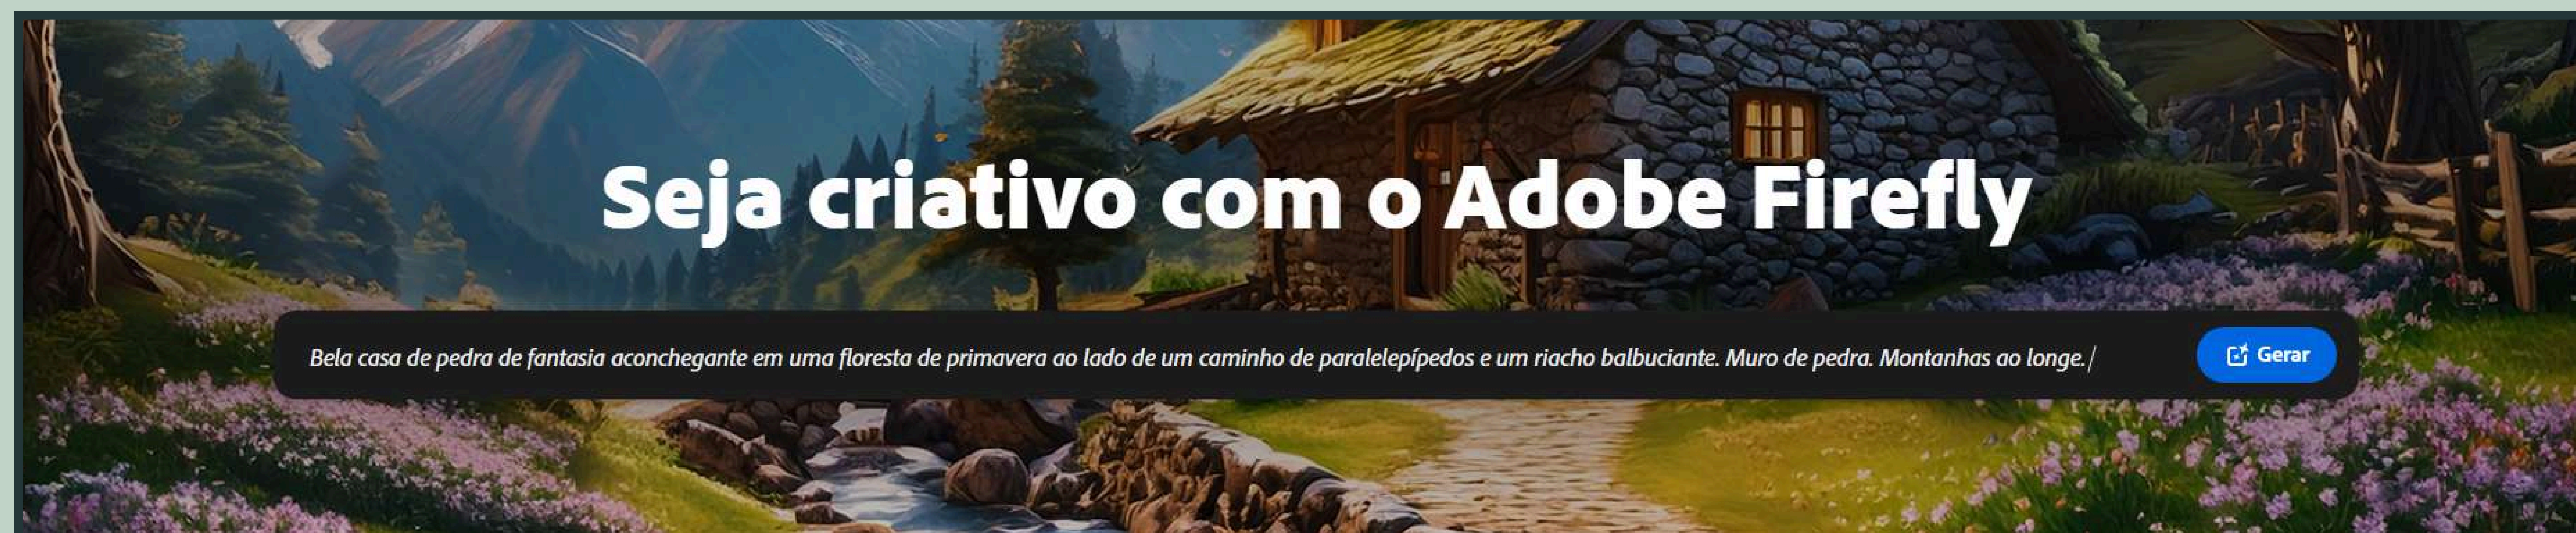 Seja criativo com o Adobe Firefly
Bela casa de pedra de fantasia aconchegante em uma floresta de primavera ao lado de um caminho de paralelepípedos e um riacho balbuciante. Muro de pedra. Montanhas ao longe.
Gerar